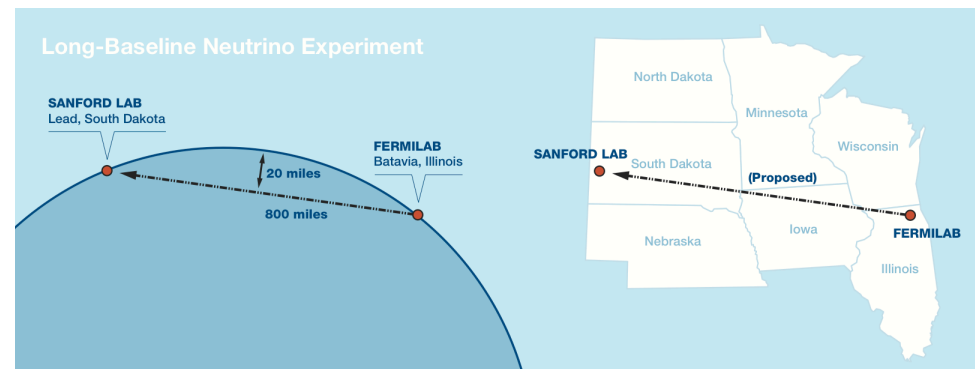 Long-Baseline Neutrino Experiment
SANFORD LAB
Lead, South Dakota
FERMILAB
Batavia, Illinois
20 miles
800 miles
North Dakota
Minnesota
Wisconsin
SANFORD LAB
South Dakota
(Proposed)
FERMILAB
Iowa
Nebraska
Illinois